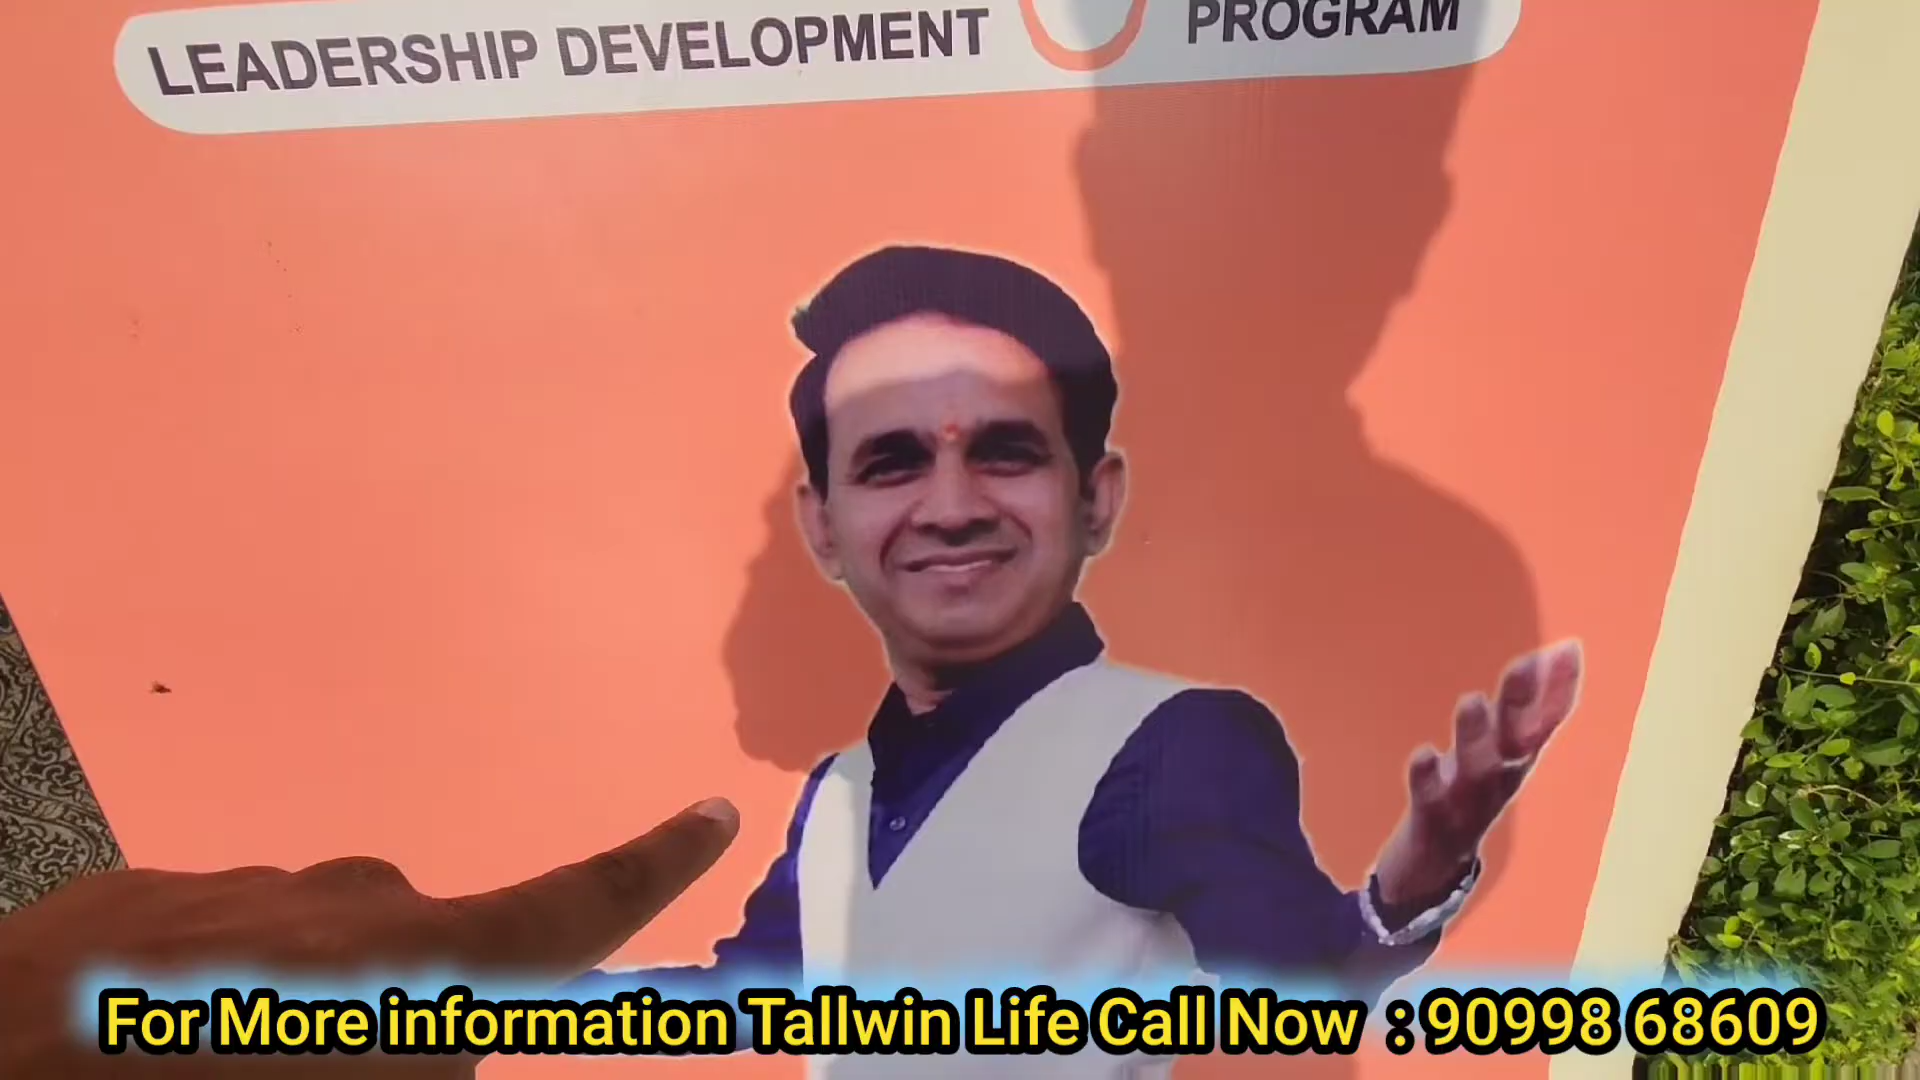 LEADERSHIP DEVELOPMENT PROGRAM
For More information Tallwin Life Call Now : 90998 68609